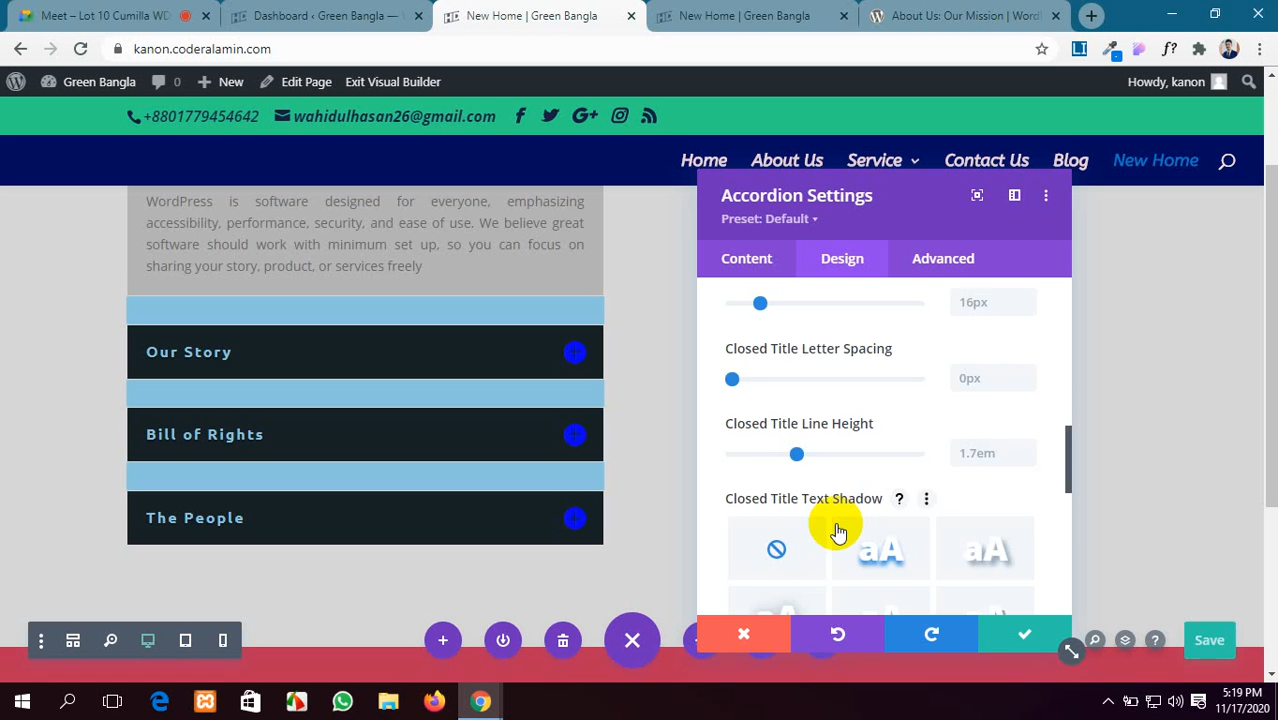 Meet – Lot 10 Cumilla WD
Dashboard ‹ Green Bangla —
New Home | Green Bangla
New Home | Green Bangla
About Us: Our Mission | Word
kanon.coderalamin.com
Green Bangla
0
New
Edit Page
Exit Visual Builder
Howdy, kanon
+8801779454642
wahidulhasan26@gmail.com
Home
About Us
Service
Contact Us
Blog
New Home
WordPress is software designed for everyone, emphasizing
accessibility, performance, security, and ease of use. We believe great
software should work with minimum set up, so you can focus on
sharing your story, product, or services freely
Our Story
Bill of Rights
The People
Accordion Settings
Preset: Default
Content
Design
Advanced
16px
Closed Title Letter Spacing
0px
Closed Title Line Height
1.7em
Closed Title Text Shadow
?
aA
aA
Save
5:19 PM
11/17/2020